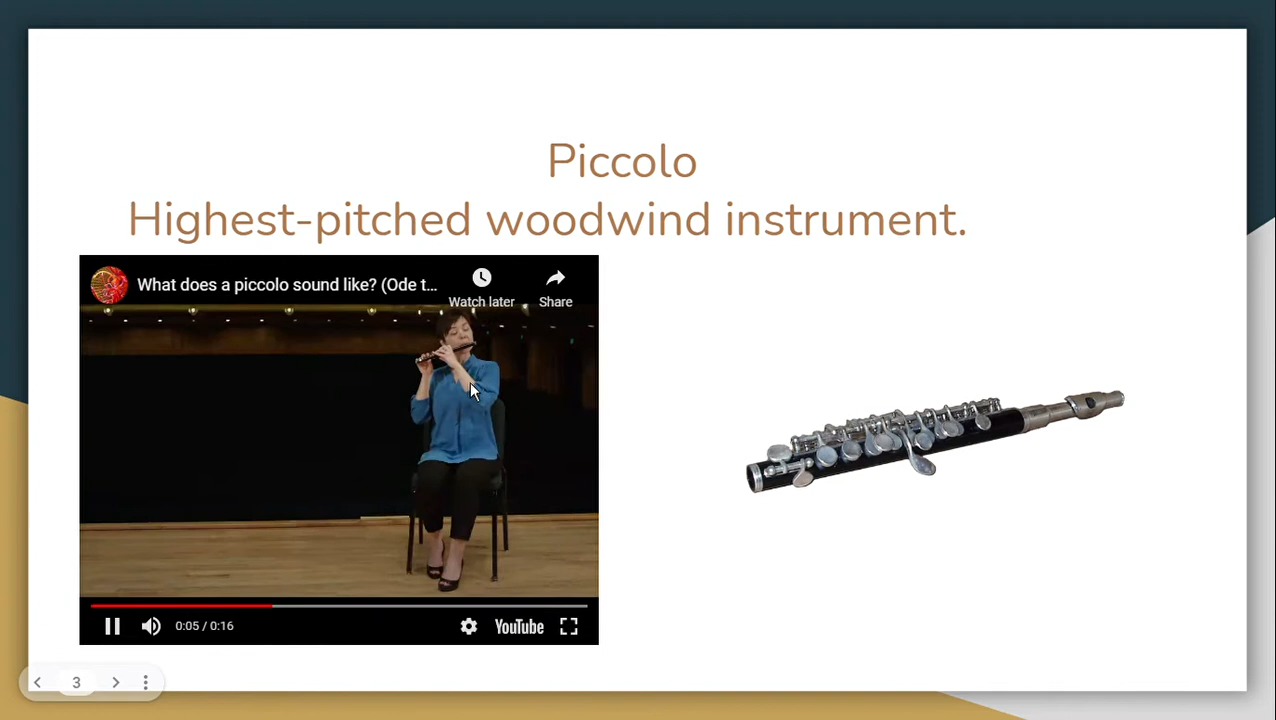 Piccolo
Highest-pitched woodwind instrument.
What does a piccolo sound like? (Ode t...
Watch later
Share
0:05 / 0:16
YouTube
3